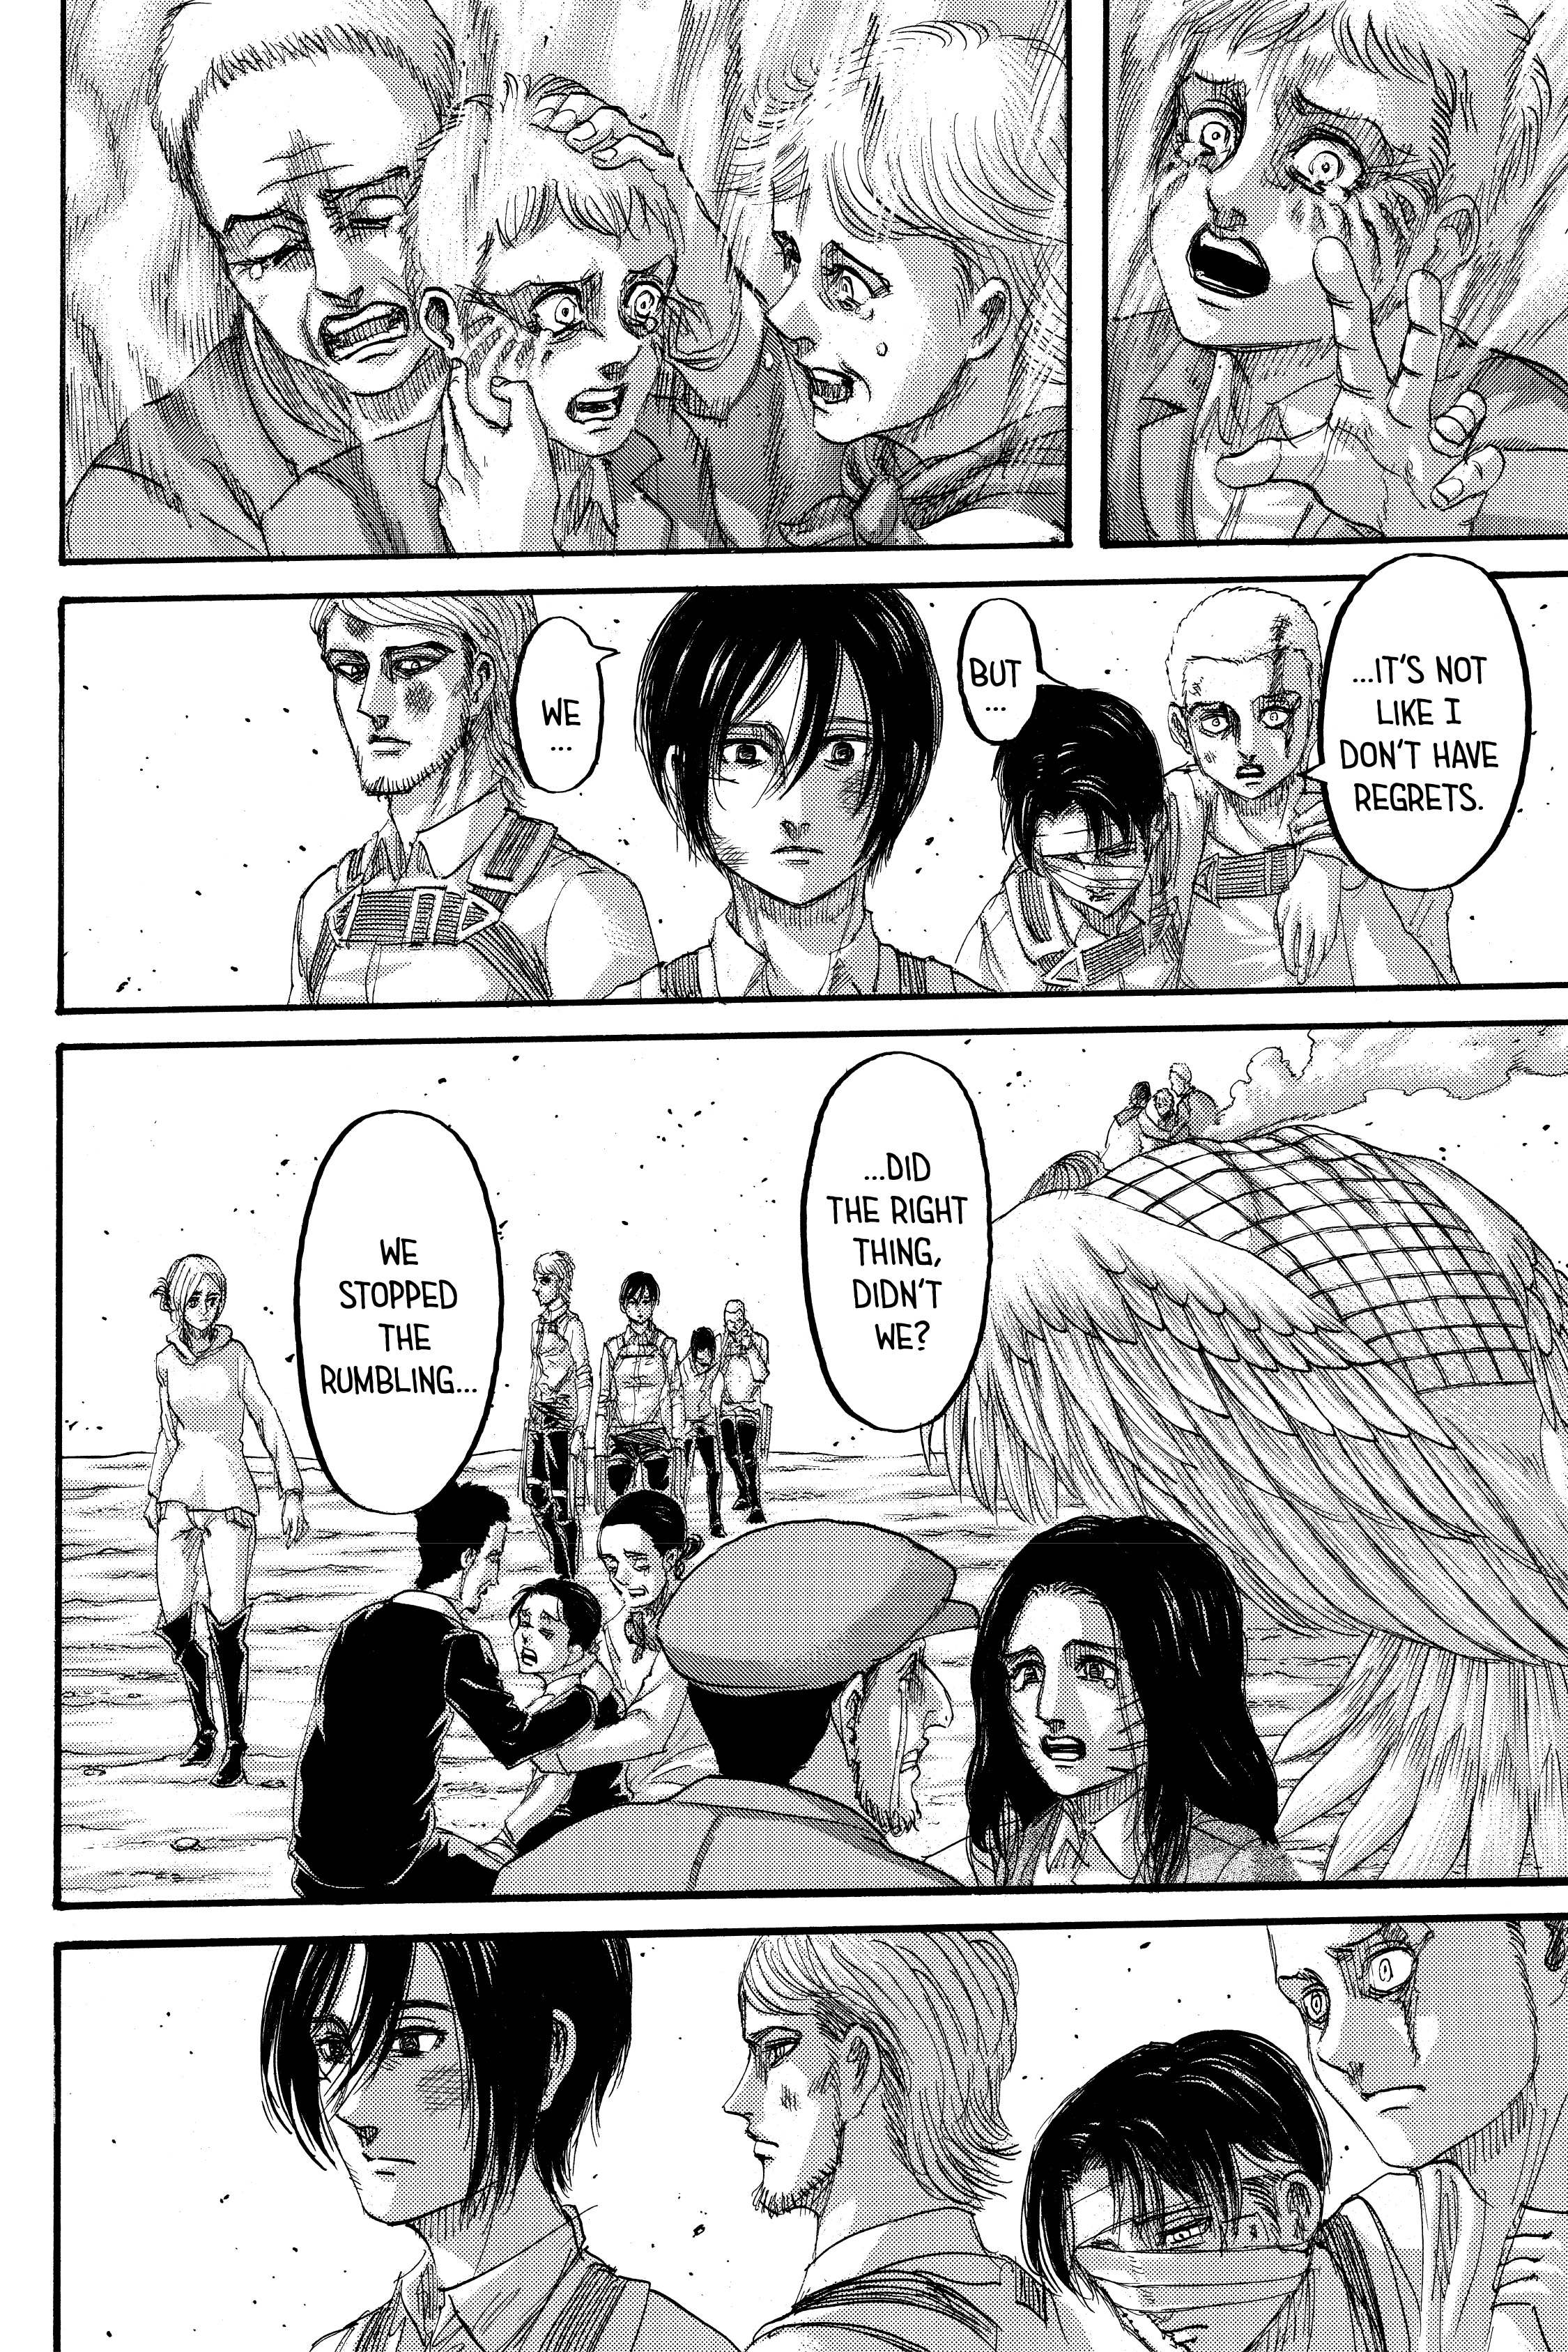 ...IT'S NOT
LIKE I
DON'T HAVE
REGRETS.
BUT
...
WE
...
...DID
THE RIGHT
THING,
DIDN'T
WE?
WE
STOPPED
THE
RUMBLING...